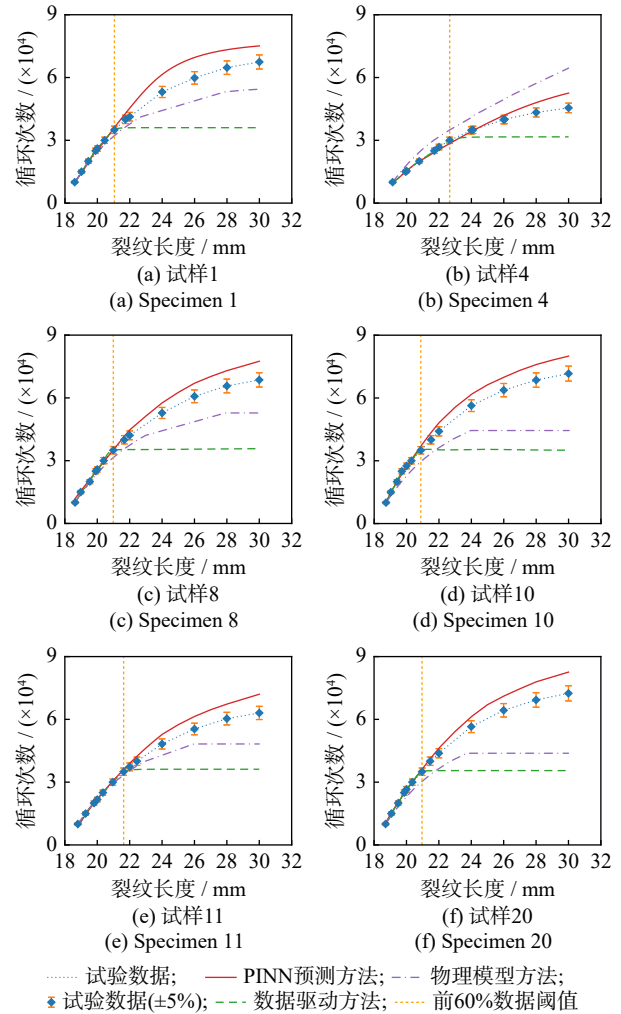 9
6
3
0
循环次数 / (×10⁴)
18 20 22 24 26 28 30 32
裂纹长度 / mm
(a) 试样1
(a) Specimen 1
9
6
3
0
循环次数 / (×10⁴)
18 20 22 24 26 28 30 32
裂纹长度 / mm
(b) 试样4
(b) Specimen 4
9
6
3
0
循环次数 / (×10⁴)
18 20 22 24 26 28 30 32
裂纹长度 / mm
(c) 试样8
(c) Specimen 8
9
6
3
0
循环次数 / (×10⁴)
18 20 22 24 26 28 30 32
裂纹长度 / mm
(d) 试样10
(d) Specimen 10
9
6
3
0
循环次数 / (×10⁴)
18 20 22 24 26 28 30 32
裂纹长度 / mm
(e) 试样11
(e) Specimen 11
9
6
3
0
循环次数 / (×10⁴)
18 20 22 24 26 28 30 32
裂纹长度 / mm
(f) 试样20
(f) Specimen 20
试验数据; PINN预测方法; 物理模型方法;
试验数据(±5%); 数据驱动方法; 前60%数据阈值